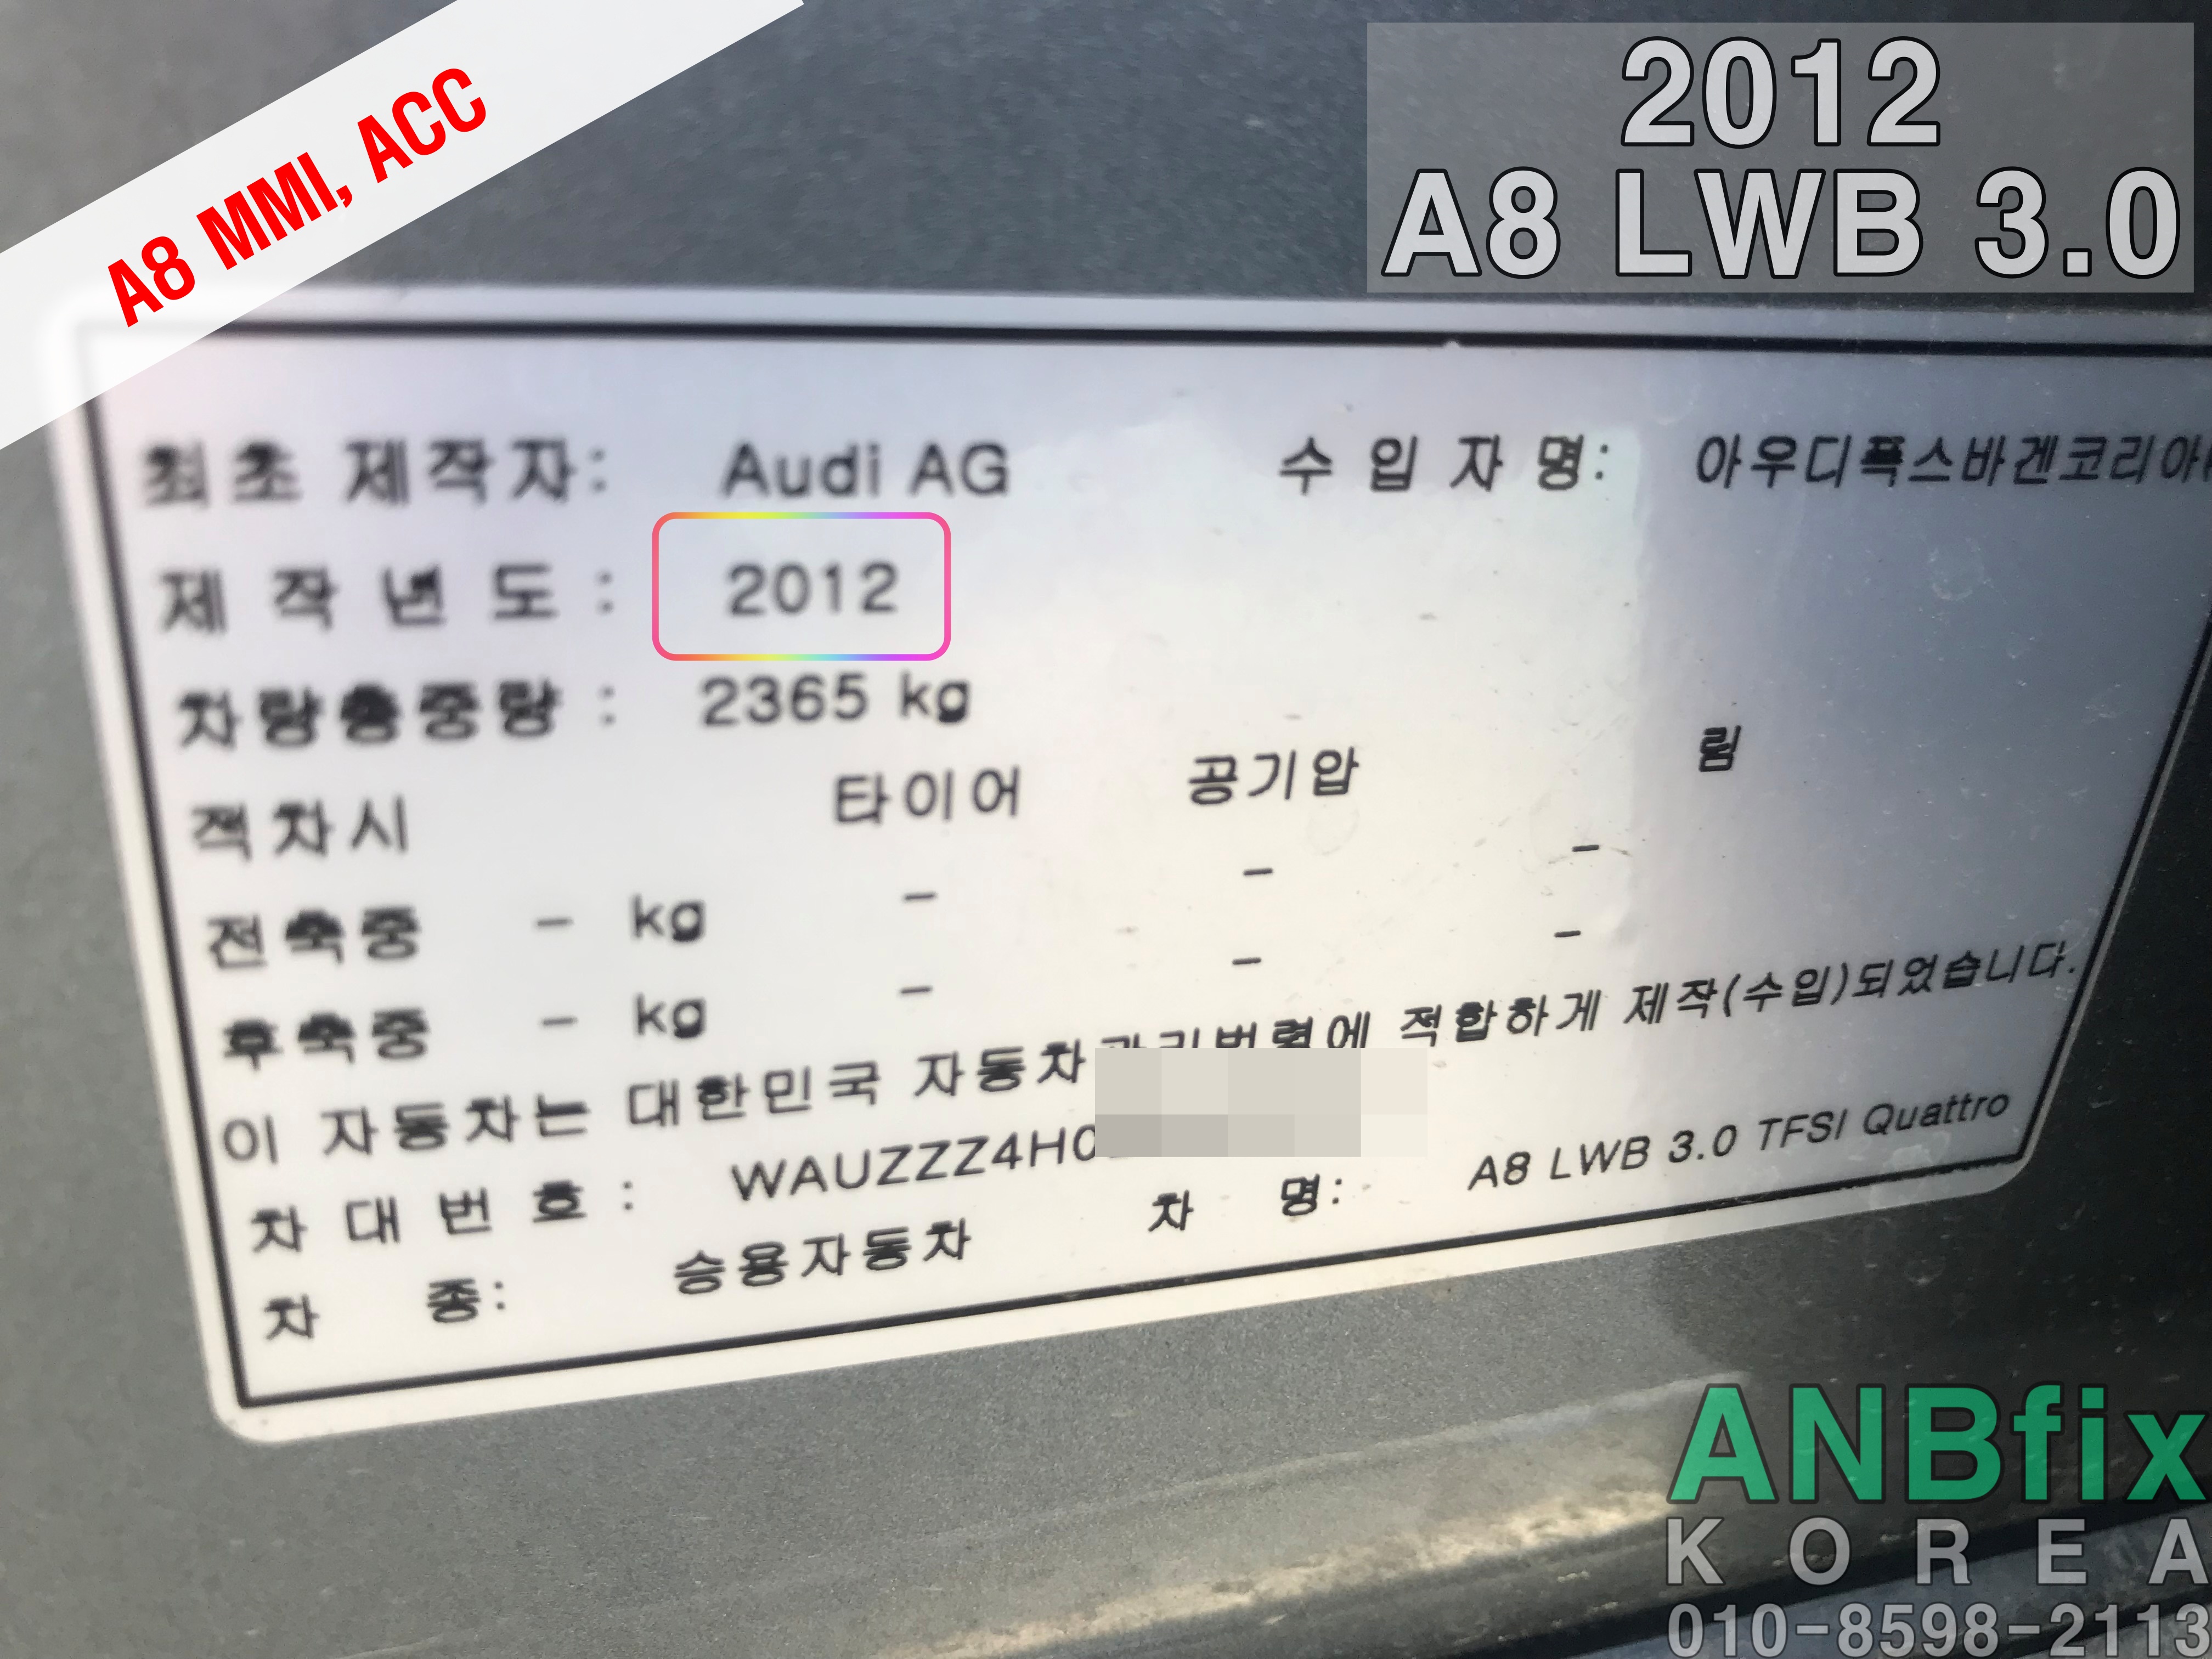 A8 MMI, ACC
2012
A8 LWB 3.0
최초 제작자: Audi AG 수입자명: 아우디폭스바겐코리아
제작년도: 2012
차량총중량: 2365 kg
적차시 타이어 공기압 림
전축중 - kg - - -
후축중 - kg - - -
이 자동차는 대한민국 자동차관리법령에 적합하게 제작(수입)되었습니다.
차대번호: WAUZZZ4H0
차 종: 승용자동차 차 명: A8 LWB 3.0 TFSI Quattro
ANBfix
KOREA
010-8598-2113